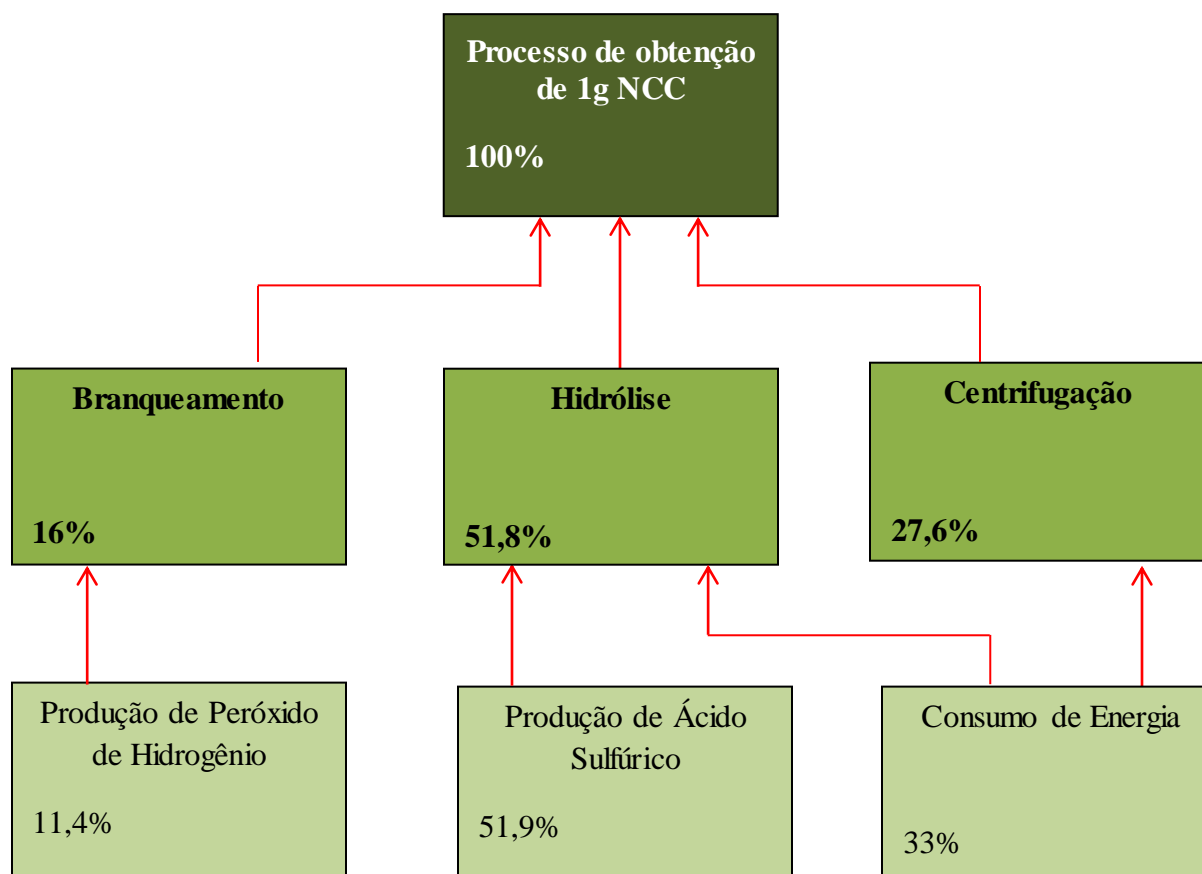 Processo de obtenção
de 1g NCC
100%
Branqueamento
16%
Hidrólise
51,8%
Centrifugação
27,6%
Produção de Peróxido
de Hidrogênio
11,4%
Produção de Ácido
Sulfúrico
51,9%
Consumo de Energia
33%